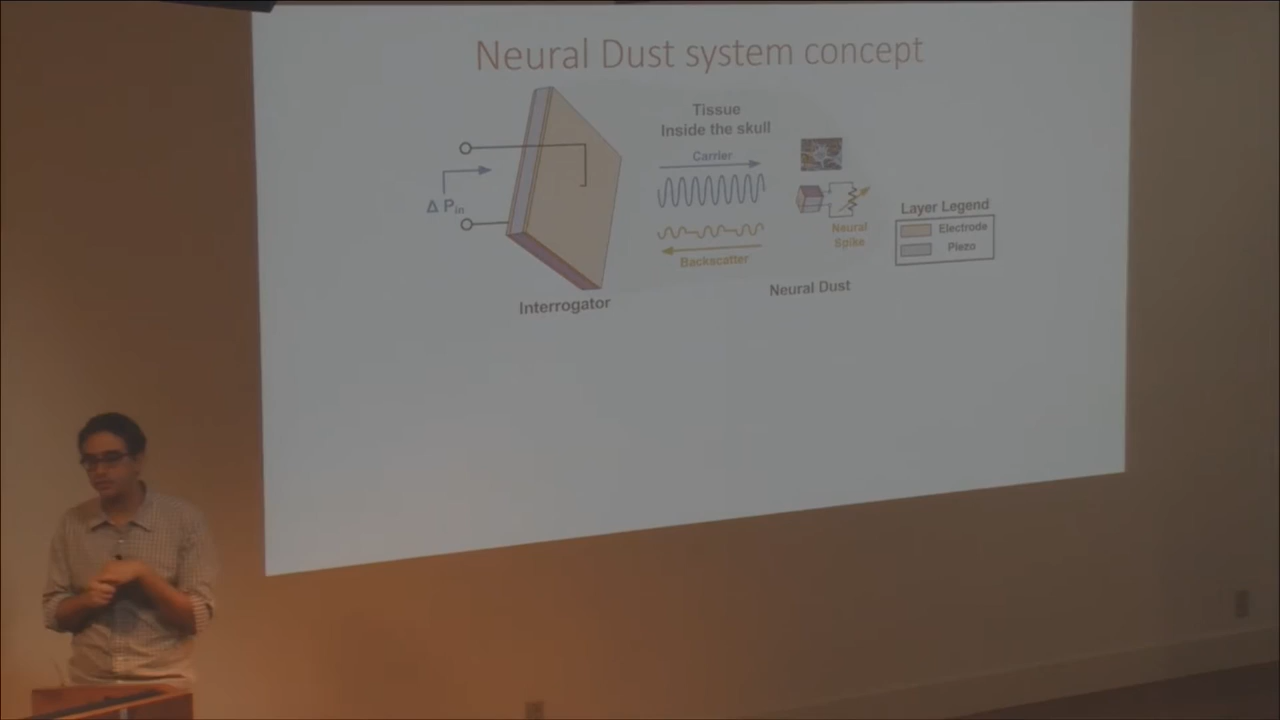 Neural Dust system concept
Tissue
Inside the skull
Carrier
Δ Pin
Neural
Spike
Backscatter
Interrogator
Neural Dust
Layer Legend
Electrode
Piezo